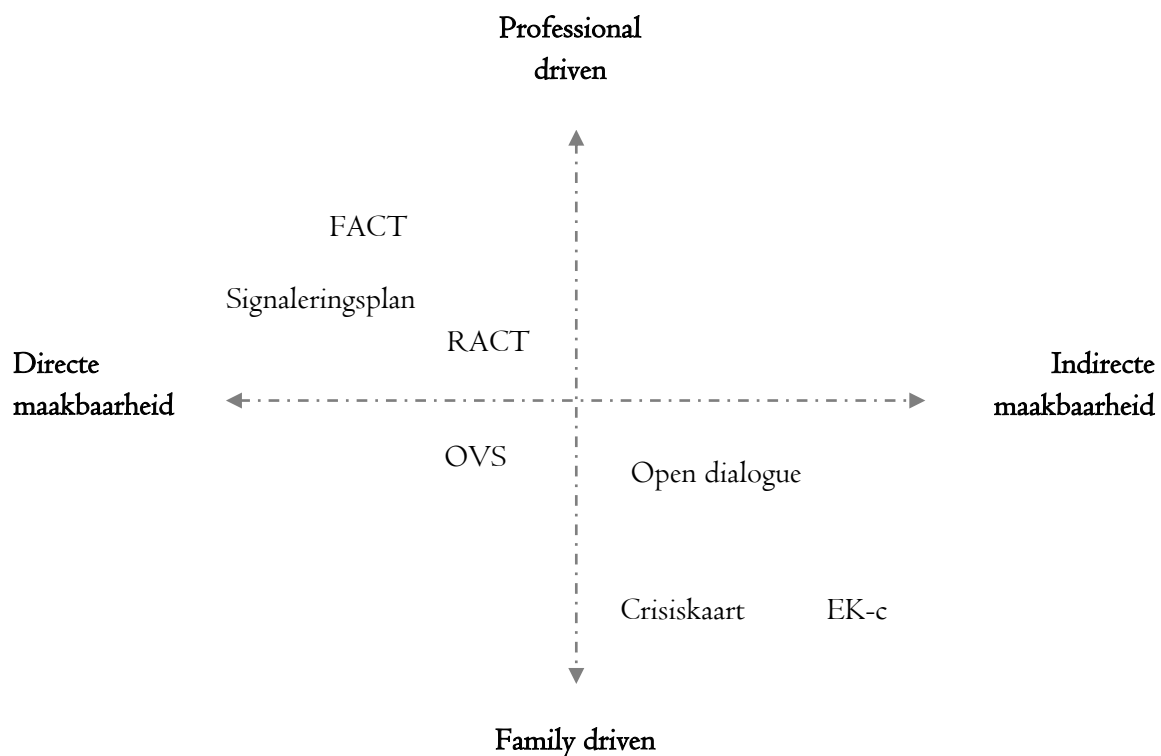 Professional
driven
FACT
Signaleringsplan
RACT
Directe
maakbaarheid
Indirecte
maakbaarheid
OVS
Open dialogue
Crisiskaart
EK-c
Family driven